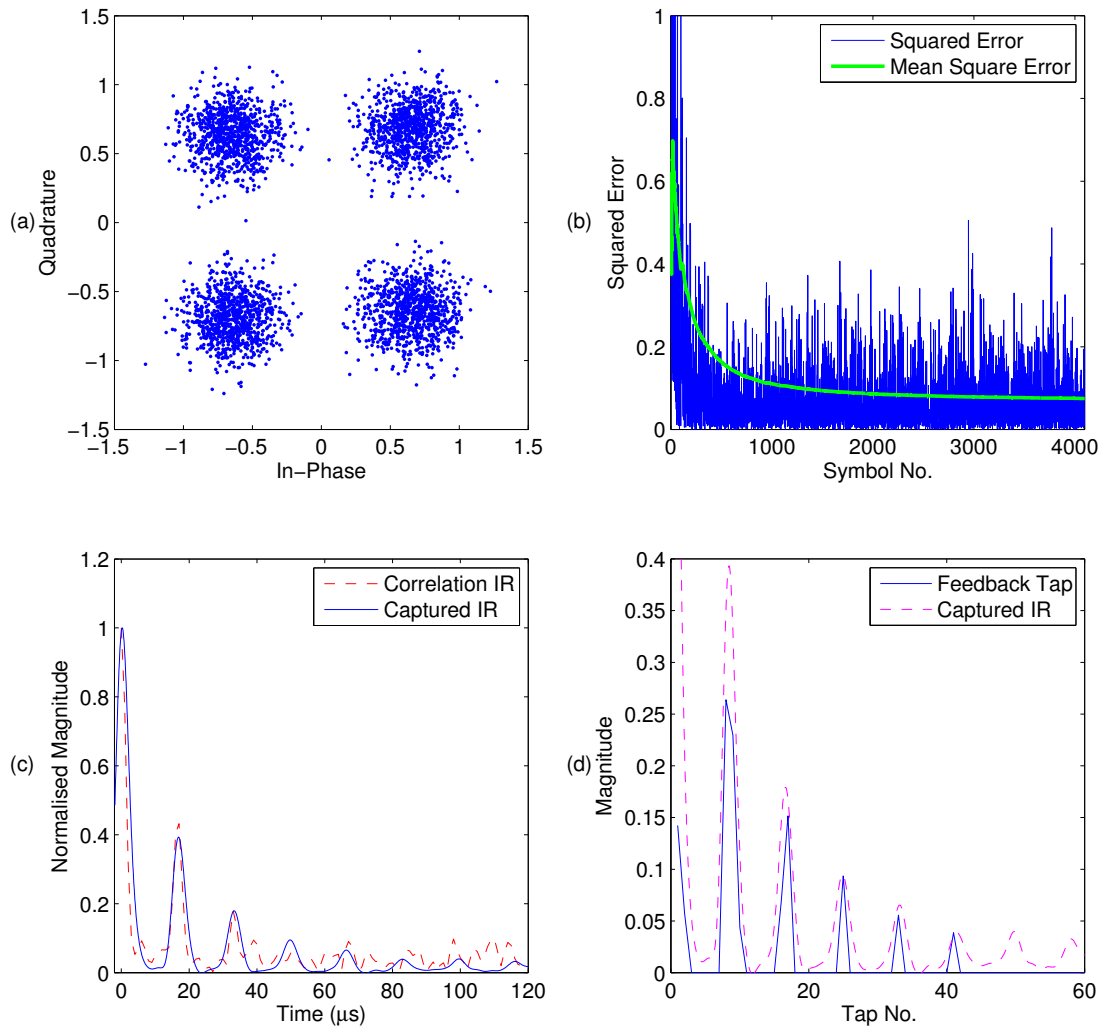 (a)
Quadrature
1.5
1
0.5
0
−0.5
−1
−1.5
−1.5 −1 −0.5 0 0.5 1 1.5
In−Phase
(b)
Squared Error
1
0.8
0.6
0.4
0.2
0
0 1000 2000 3000 4000
Symbol No.
Squared Error
Mean Square Error
(c)
Normalised Magnitude
1.2
1
0.8
0.6
0.4
0.2
0
0 20 40 60 80 100 120
Time (μs)
Correlation IR
Captured IR
(d)
Magnitude
0.4
0.35
0.3
0.25
0.2
0.15
0.1
0.05
0
0 20 40 60
Tap No.
Feedback Tap
Captured IR